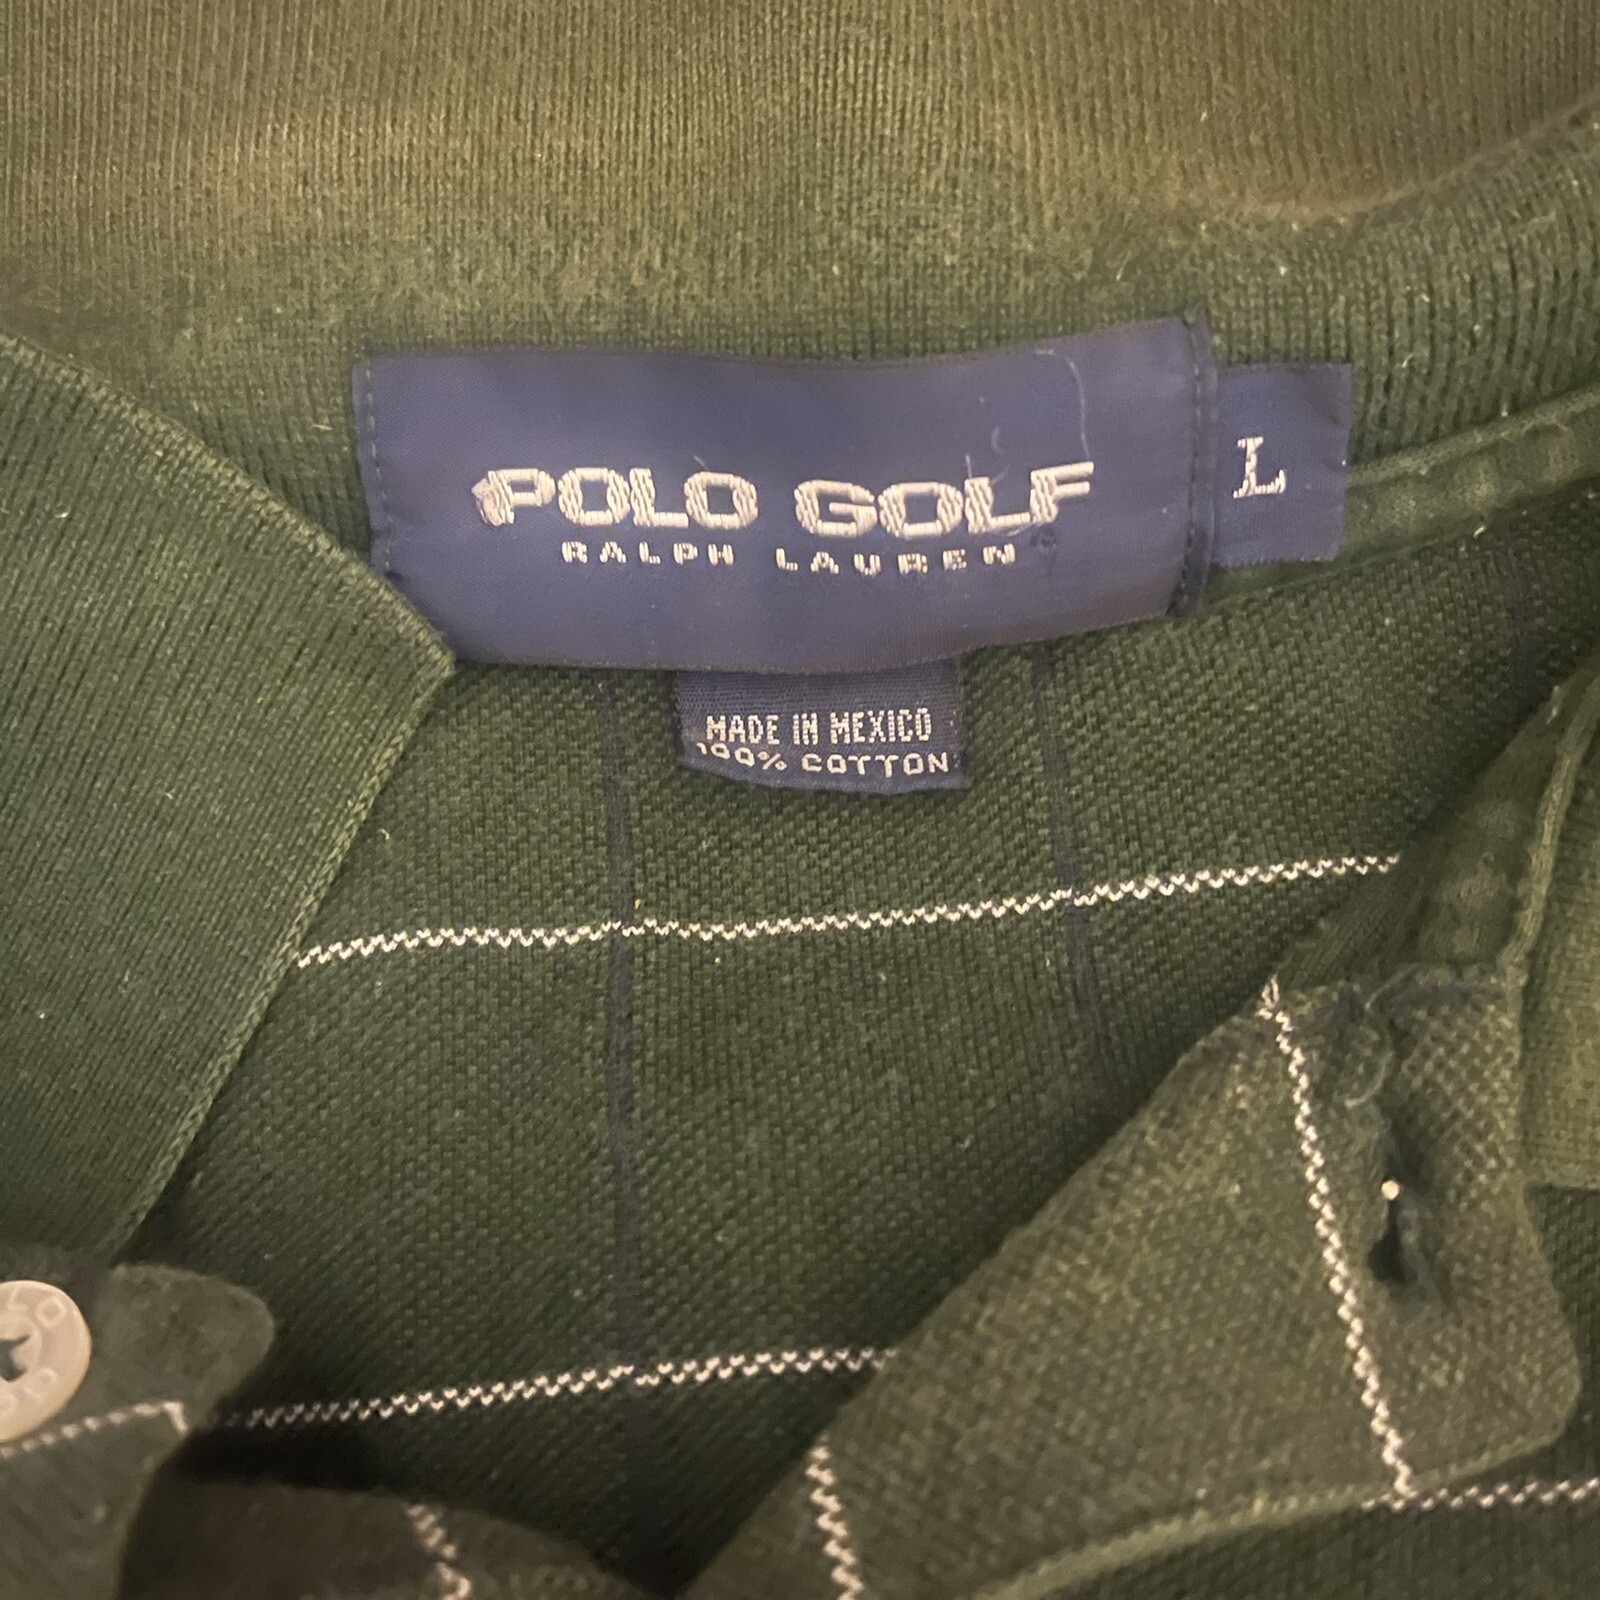 POLO GOLF
RALPH LAUREN
L
MADE IN MEXICO
100% COTTON